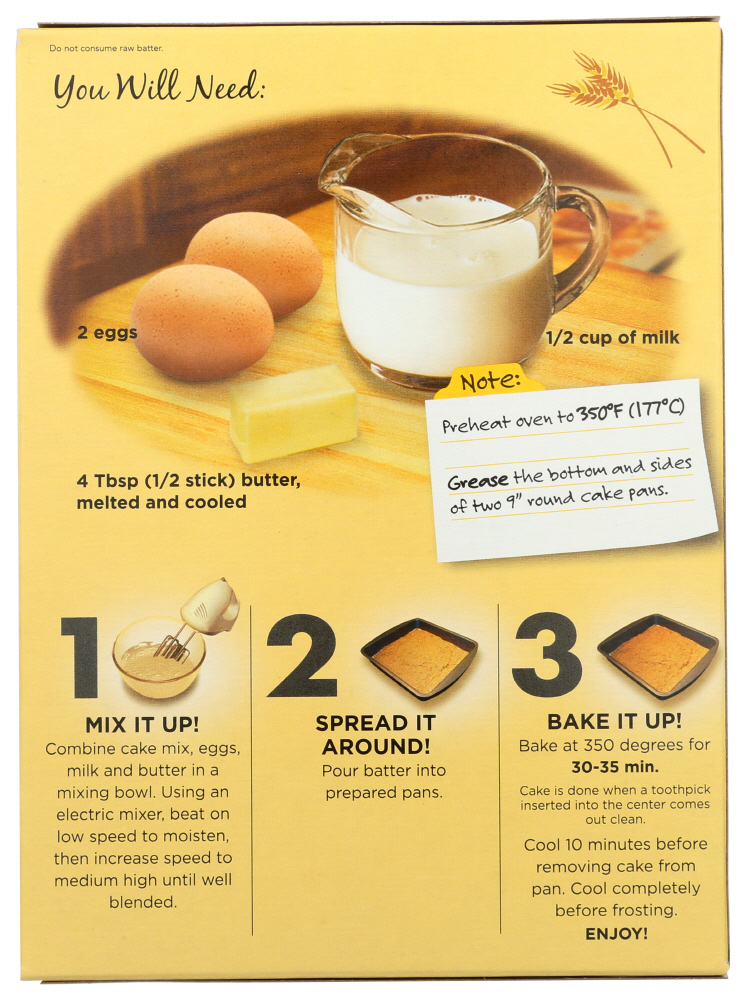 Do not consume raw batter.
You Will Need:
2 eggs
1/2 cup of milk
Note:
Preheat oven to 350°F (177°C)
Grease the bottom and sides
of two 9" round cake pans.
4 Tbsp (1/2 stick) butter,
melted and cooled
1
MIX IT UP!
Combine cake mix, eggs,
milk and butter in a
mixing bowl. Using an
electric mixer, beat on
low speed to moisten,
then increase speed to
medium high until well
blended.
2
SPREAD IT
AROUND!
Pour batter into
prepared pans.
3
BAKE IT UP!
Bake at 350 degrees for
30-35 min.
Cake is done when a toothpick
inserted into the center comes
out clean.
Cool 10 minutes before
removing cake from
pan. Cool completely
before frosting.
ENJOY!